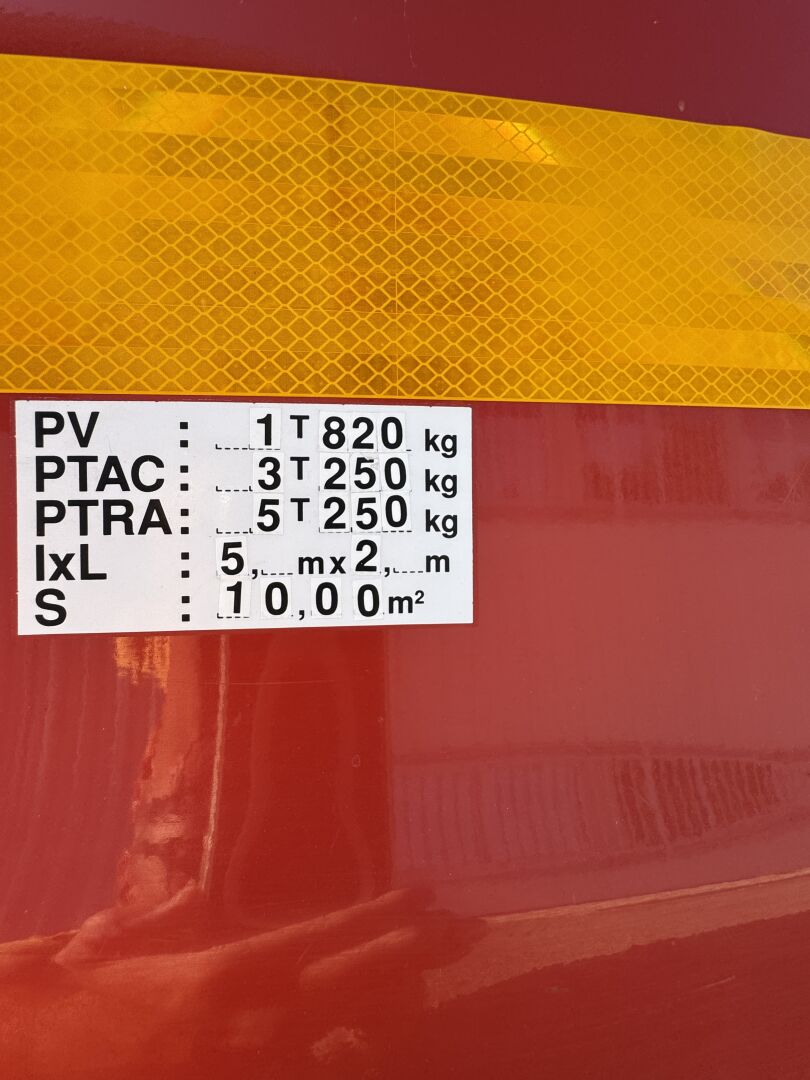 PV : 1 T 820 kg
PTAC : 3 T 250 kg
PTRA : 5 T 250 kg
lxL : 5, m x 2, m
S : 10,00 m²